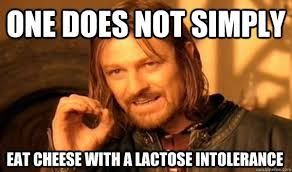 ONE DOES NOT SIMPLY
EAT CHEESE WITH A LACTOSE INTOLERANCE